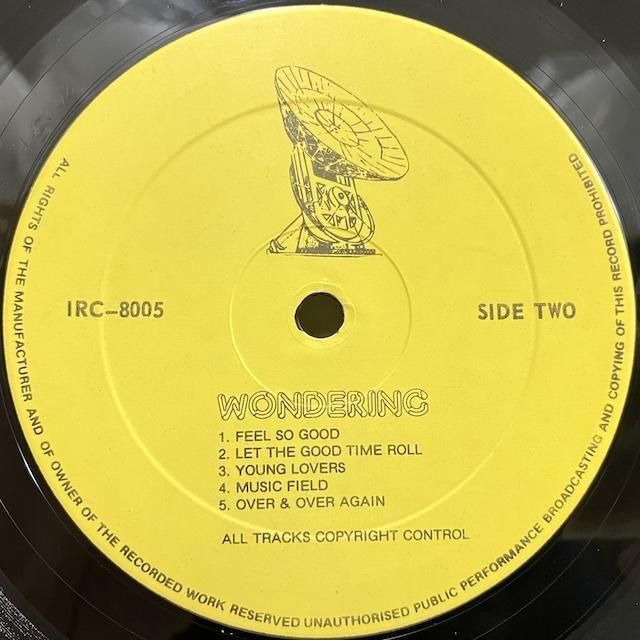 IRC-8005
SIDE TWO
WONDERING
1. FEEL SO GOOD
2. LET THE GOOD TIME ROLL
3. YOUNG LOVERS
4. MUSIC FIELD
5. OVER & OVER AGAIN
ALL TRACKS COPYRIGHT CONTROL
ALL RIGHTS OF THE MANUFACTURER AND OF OWNER OF THE RECORDED WORK RESERVED UNAUTHORISED PUBLIC PERFORMANCE BROADCASTING AND COPYING OF THIS RECORD PROHIBITED